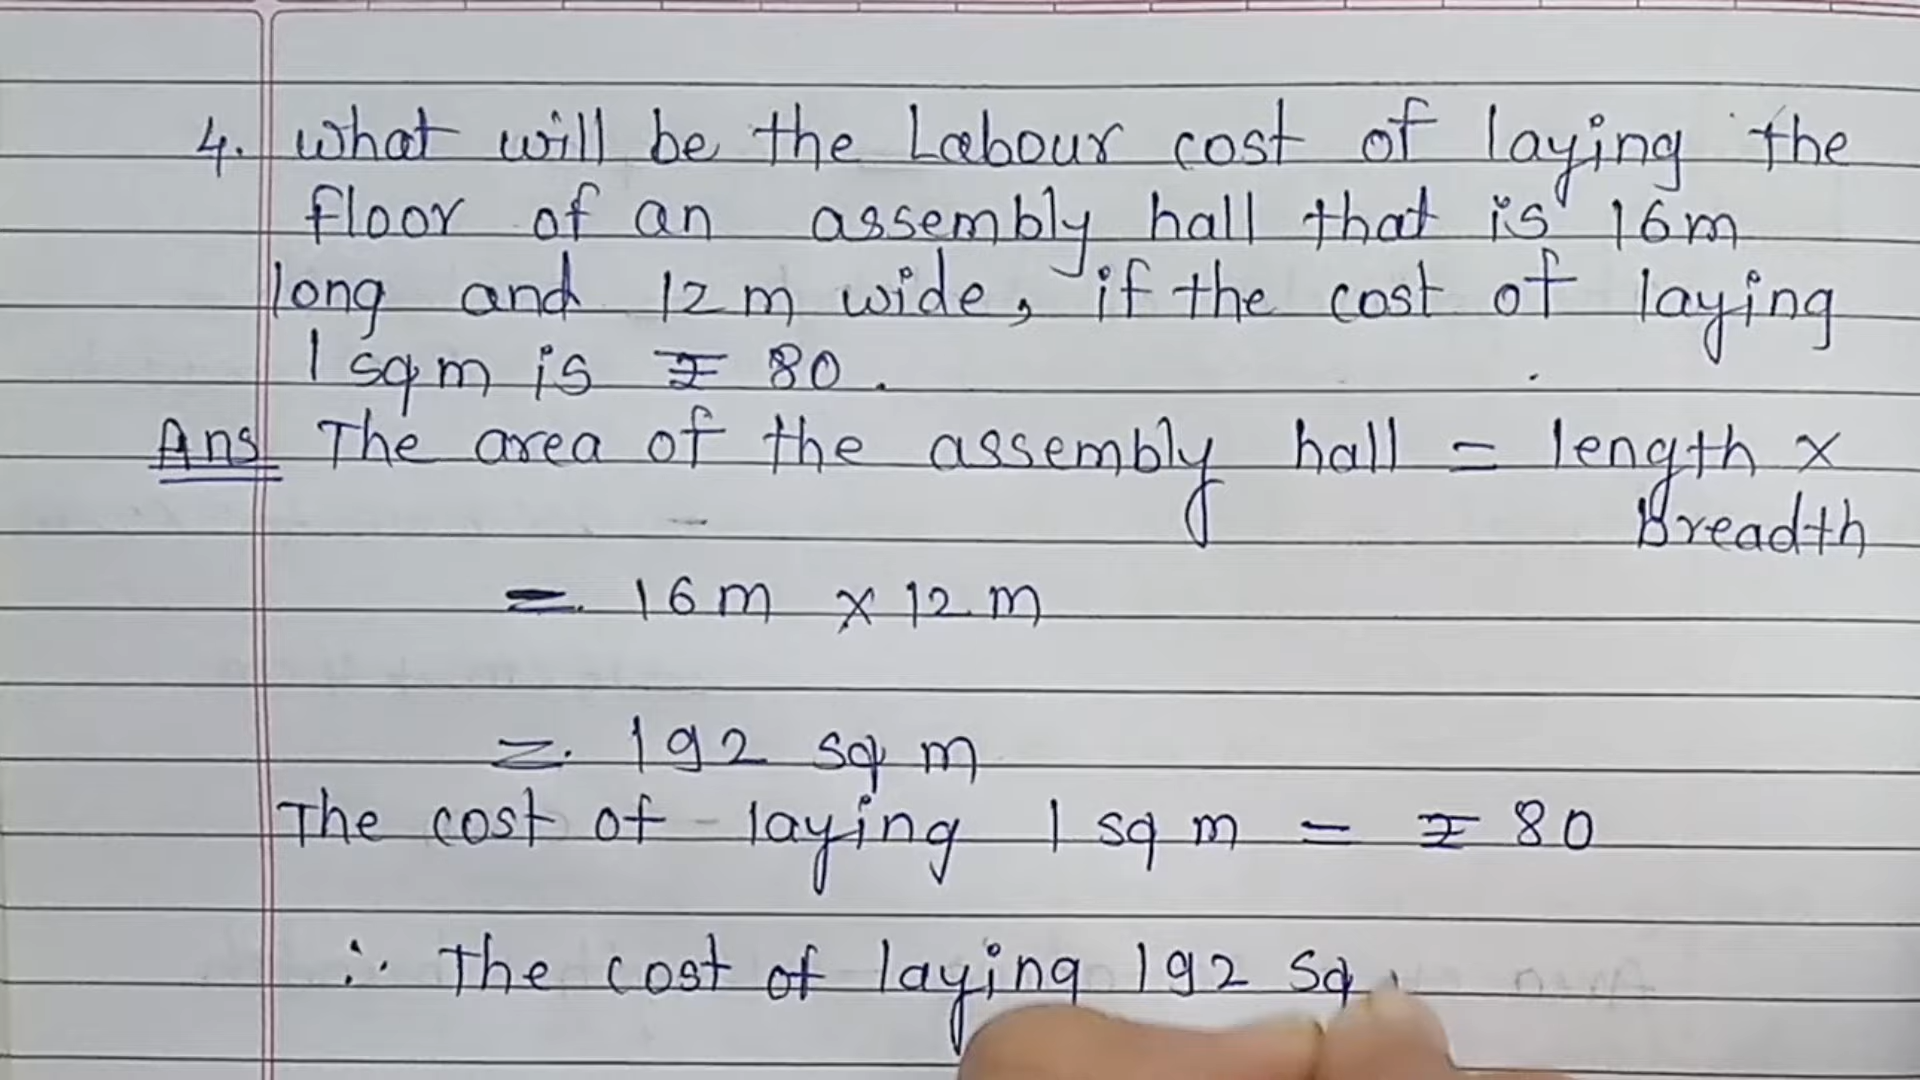 4. What will be the Labour cost of laying the
floor of an assembly hall that is 16m
long and 12 m wide, if the cost of laying
1 sq m is ₹ 80.
Ans The area of the assembly hall = length ×
Breadth
= 16m × 12 m
= 192 sq m
The cost of laying 1 sq m = ₹ 80
∴ The cost of laying 192 Sq